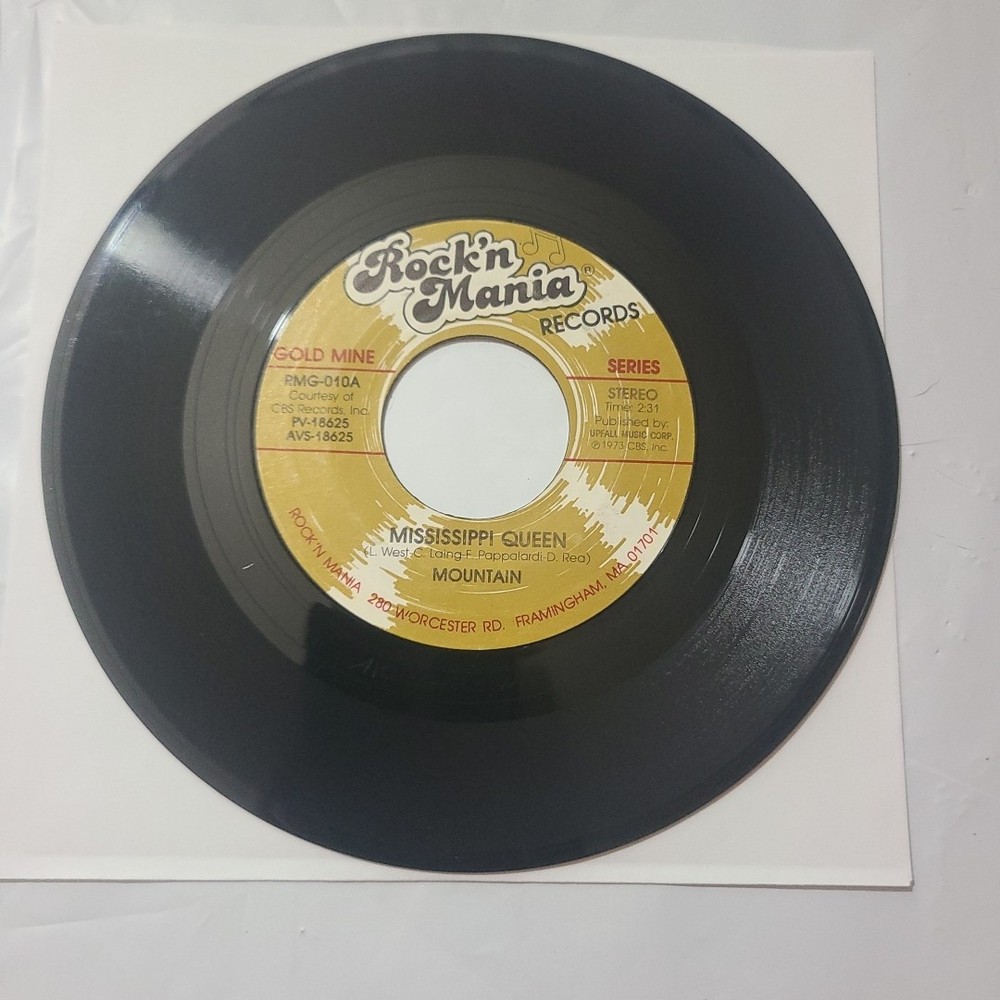 Rock'n
Mania®
RECORDS
GOLD MINE
SERIES
RMG-010A
Courtesy of
CBS Records, Inc.
PV-18625
AVS-18625
STEREO
Time: 2:31
Published by:
UPFALL MUSIC CORP.
℗1973 CBS, Inc.
MISSISSIPPI QUEEN
(L. West-C. Laing-F. Pappalardi-D. Rea)
MOUNTAIN
ROCK'N MANIA 280 WORCESTER RD. FRAMINGHAM, MA 01701